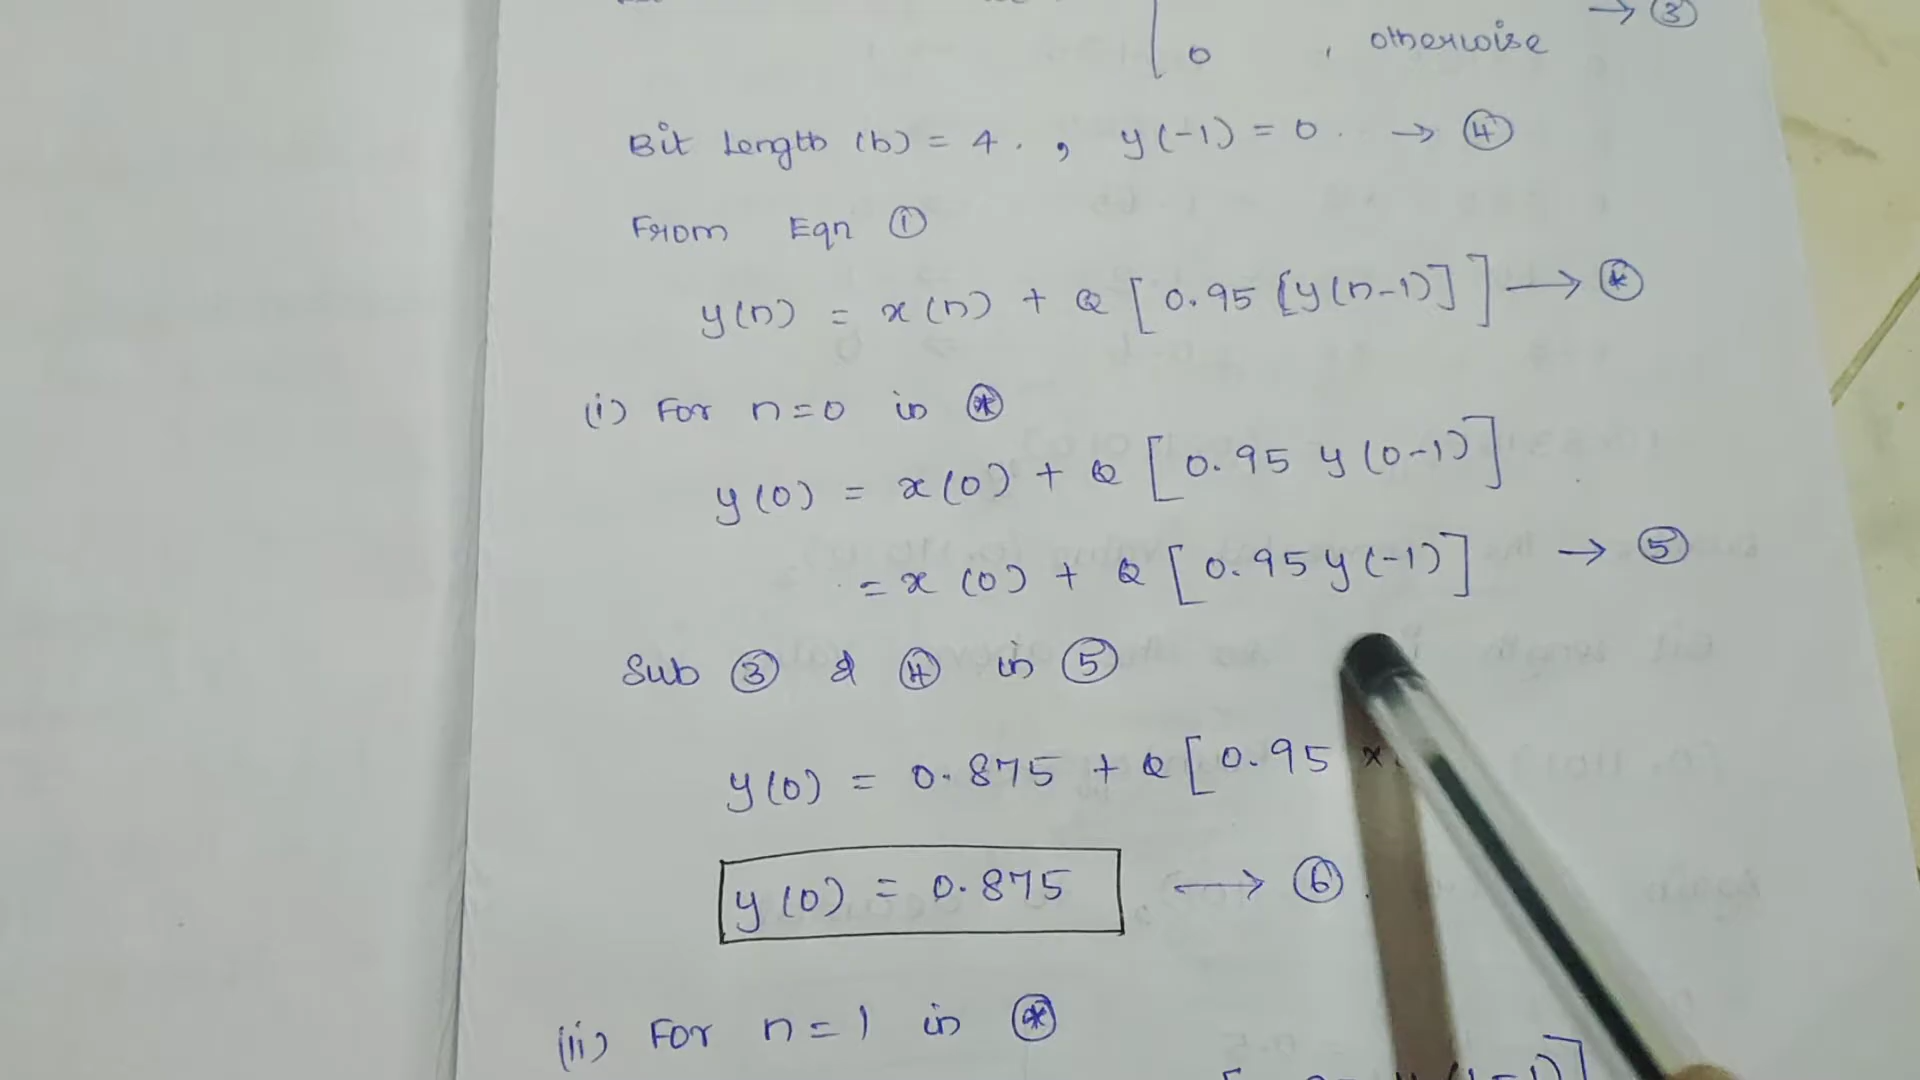 → ③
0 , otherwise
Bit Length (b) = 4. , y(-1) = 0. → ④
From Eqn ①
y(n) = x(n) + Q [0.95 [y(n-1)]] → ⊛
(i) For n=0 in ⊛
y(0) = x(0) + Q [0.95 y(0-1)]
= x(0) + Q [0.95 y(-1)] → ⑤
Sub ③ & ④ in ⑤
y(0) = 0.875 + Q [0.95 ×
y(0) = 0.875 → ⑥.
(ii) For n=1 in ⊛